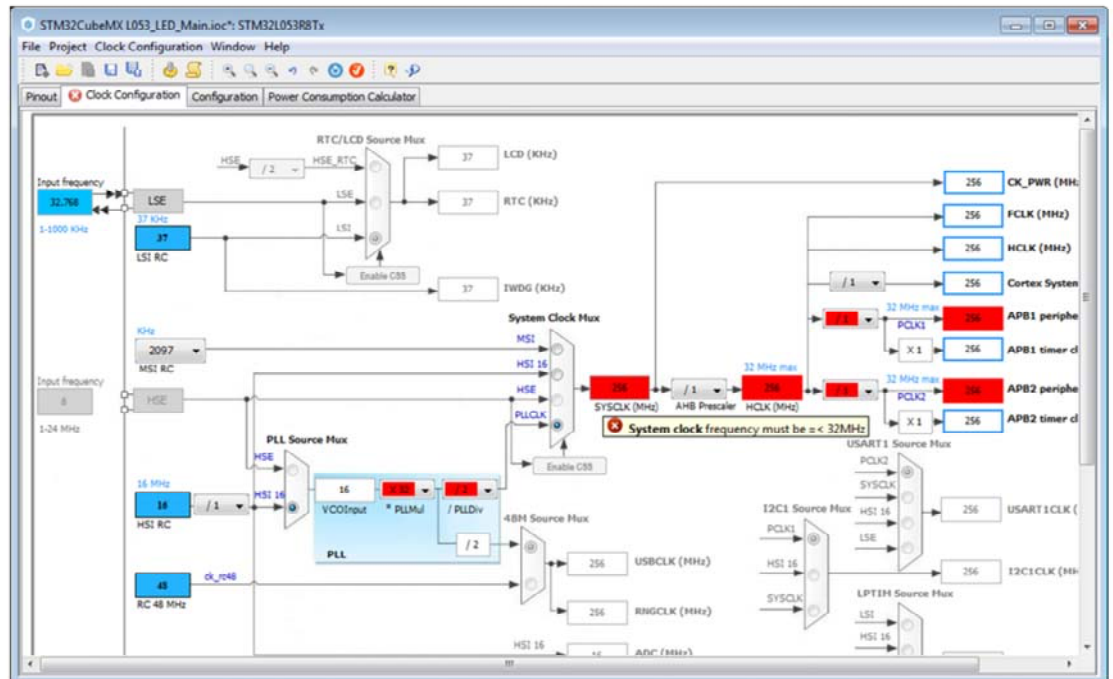 STM32CubeMX L053_LED_Main.ioc*: STM32L053R8Tx
File Project Clock Configuration Window Help
Pinout Clock Configuration Configuration Power Consumption Calculator
RTC/LCD Source Mux
HSE / 2 HSE_RTC 37 LCD (KHz)
Input frequency
32.768 LSE LSE 37 RTC (KHz)
1-1000 KHz 37 KHz
37 LSI
LSI RC
Enable CSS
37 IWDG (KHz)
256 CK_PWR (MHz
256 FCLK (MHz)
256 HCLK (MHz)
/ 1 256 Cortex System
System Clock Mux
KHz
2097 MSI
MSI RC
HSI 16
Input frequency
8 HSE HSE
1-24 MHz
PLLCLK
256 / 1 256
SYSCLK (MHz) AHB Prescaler HCLK (MHz)
32 MHz max
32 MHz max
/ 1 PCLK1 256 APB1 periphe
X 1 256 APB1 timer cl
32 MHz max
/ 1 PCLK2 256 APB2 periphe
X 1 256 APB2 timer cl
System clock frequency must be =< 32MHz
Enable CSS
PLL Source Mux
HSE
16 MHz
16 / 1 HSI 16
HSI RC
16 X 32 / 2
VCOInput * PLLMul / PLLDiv
/ 2
PLL
48M Source Mux
48 ck_rc48
RC 48 MHz
256 USBCLK (MHz)
256 RNGCLK (MHz)
HSI 16 16 ADC (MHz)
USART1 Source Mux
PCLK2
SYSCLK
HSI 16 256 USART1CLK (
LSE
I2C1 Source Mux
PCLK1
HSI 16 256 I2C1CLK (MH
SYSCLK
LPTIM Source Mux
LSI
HSI 16